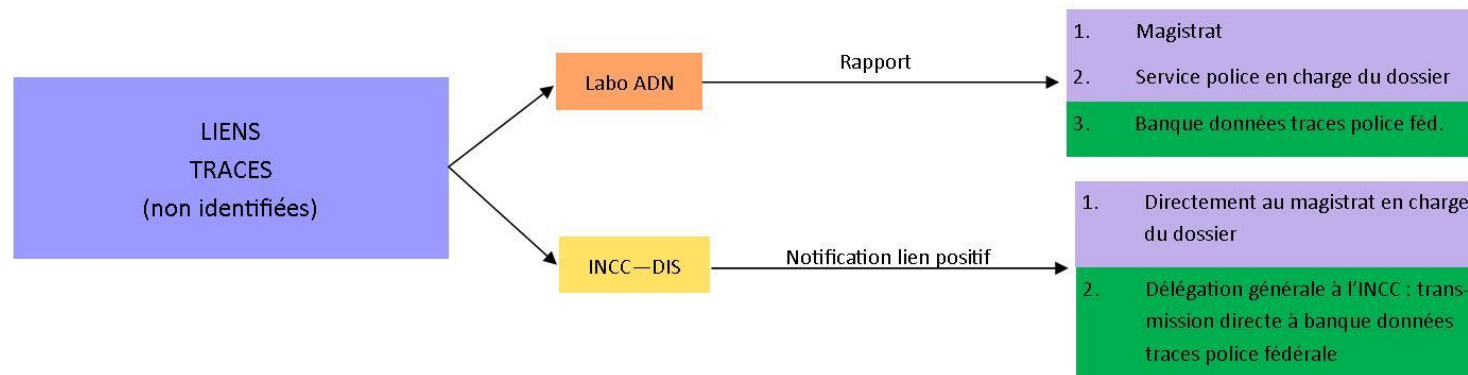 LIENS
TRACES
(non identifiées)
Labo ADN
Rapport
1. Magistrat
2. Service police en charge du dossier
3. Banque données traces police féd.
INCC—DIS
Notification lien positif
1. Directement au magistrat en charge
du dossier
2. Délégation générale à l'INCC : trans-
mission directe à banque données
traces police fédérale